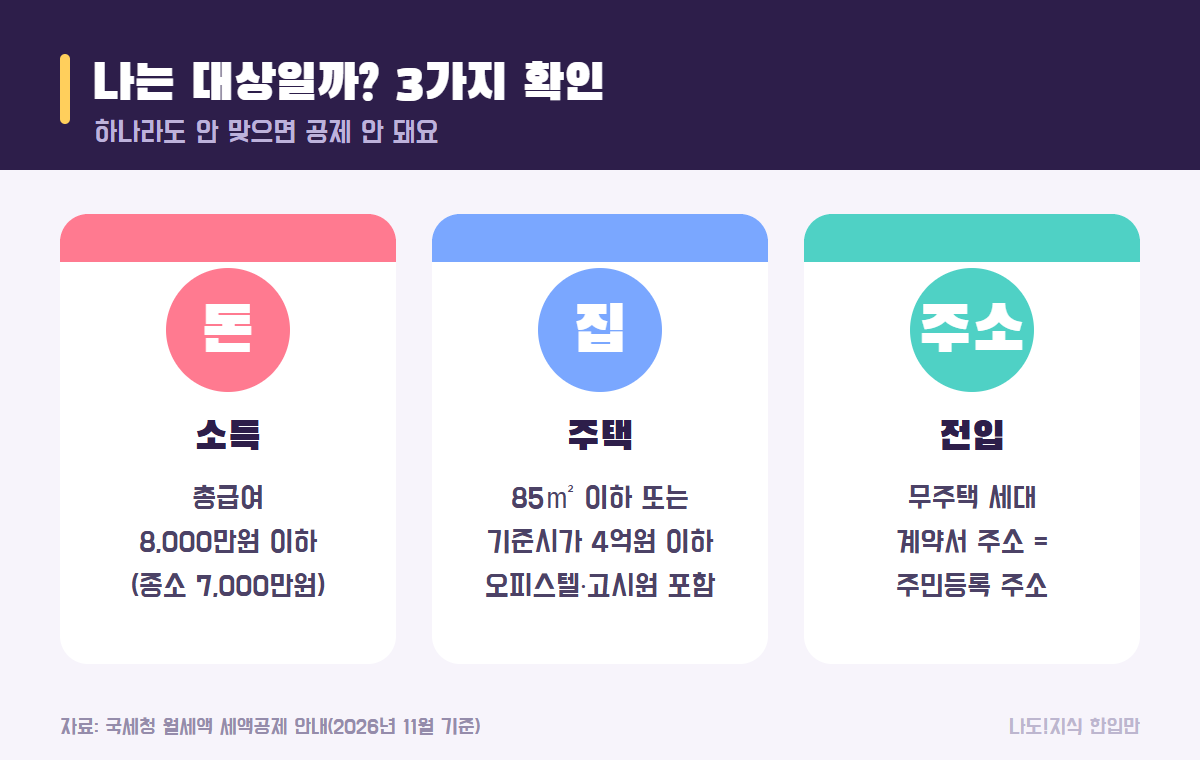 나는 대상일까? 3가지 확인
하나라도 안 맞으면 공제 안 돼요
돈
소득
총급여
8,000만원 이하
(종소 7,000만원)
집
주택
85㎡ 이하 또는
기준시가 4억원 이하
오피스텔·고시원 포함
주소
전입
무주택 세대
계약서 주소 =
주민등록 주소
자료: 국세청 월세액 세액공제 안내(2026년 11월 기준)
나도!지식 한입만